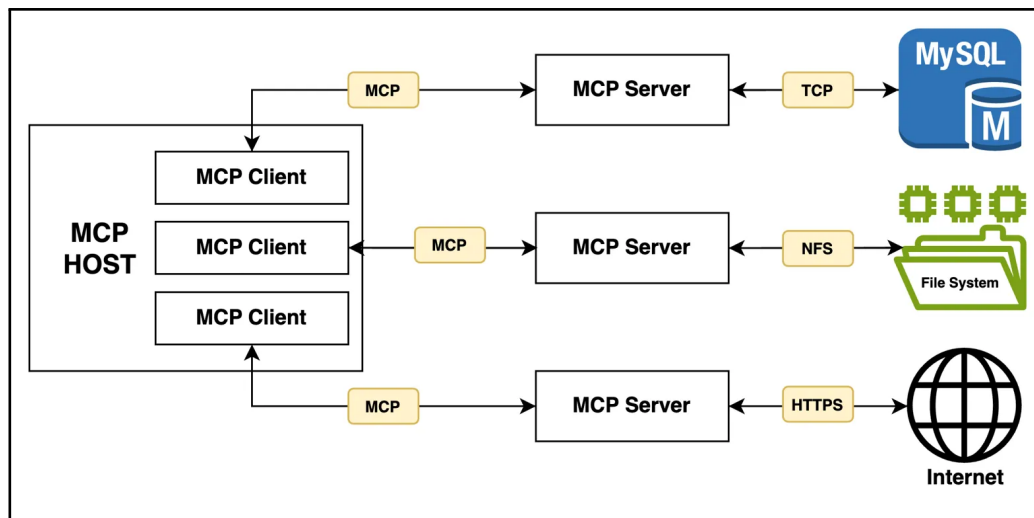 MySQL
MCP
MCP Server
TCP
M
MCP Client
MCP
HOST
MCP Client
MCP
MCP Server
NFS
File System
MCP Client
MCP
MCP Server
HTTPS
Internet